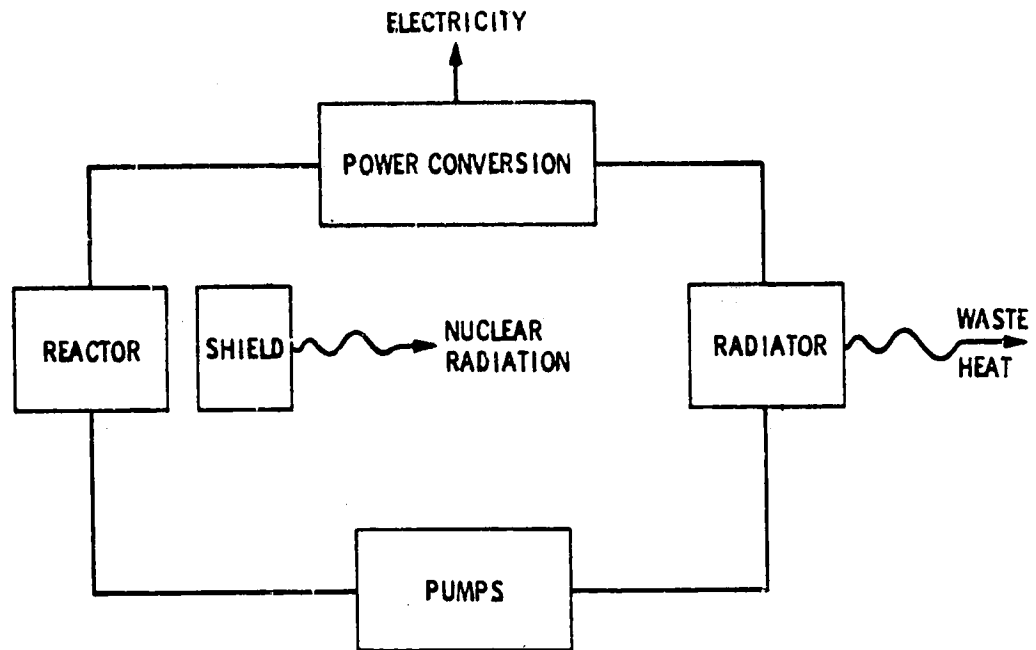 ELECTRICITY
POWER CONVERSION
REACTOR
SHIELD
NUCLEAR
RADIATION
RADIATOR
WASTE
HEAT
PUMPS